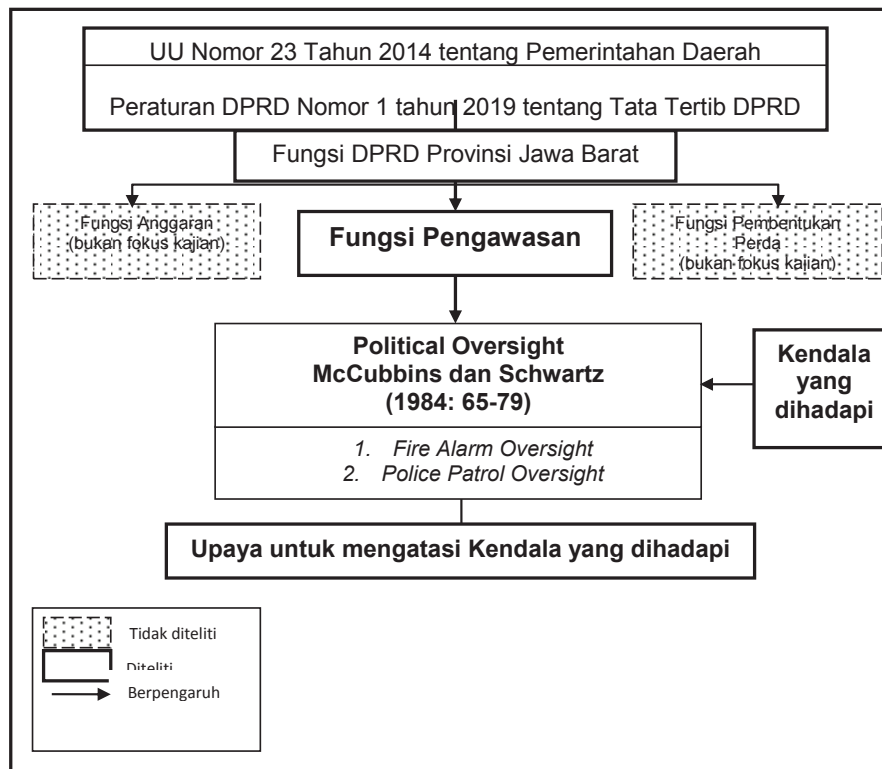 UU Nomor 23 Tahun 2014 tentang Pemerintahan Daerah
Peraturan DPRD Nomor 1 tahun 2019 tentang Tata Tertib DPRD
Fungsi DPRD Provinsi Jawa Barat
Fungsi Anggaran
(bukan fokus kajian)
Fungsi Pengawasan
Fungsi Pembentukan
Perda
(bukan fokus kajian)
Political Oversight
McCubbins dan Schwartz
(1984: 65-79)
1. Fire Alarm Oversight
2. Police Patrol Oversight
Kendala
yang
dihadapi
Upaya untuk mengatasi Kendala yang dihadapi
Tidak diteliti
Diteliti
Berpengaruh